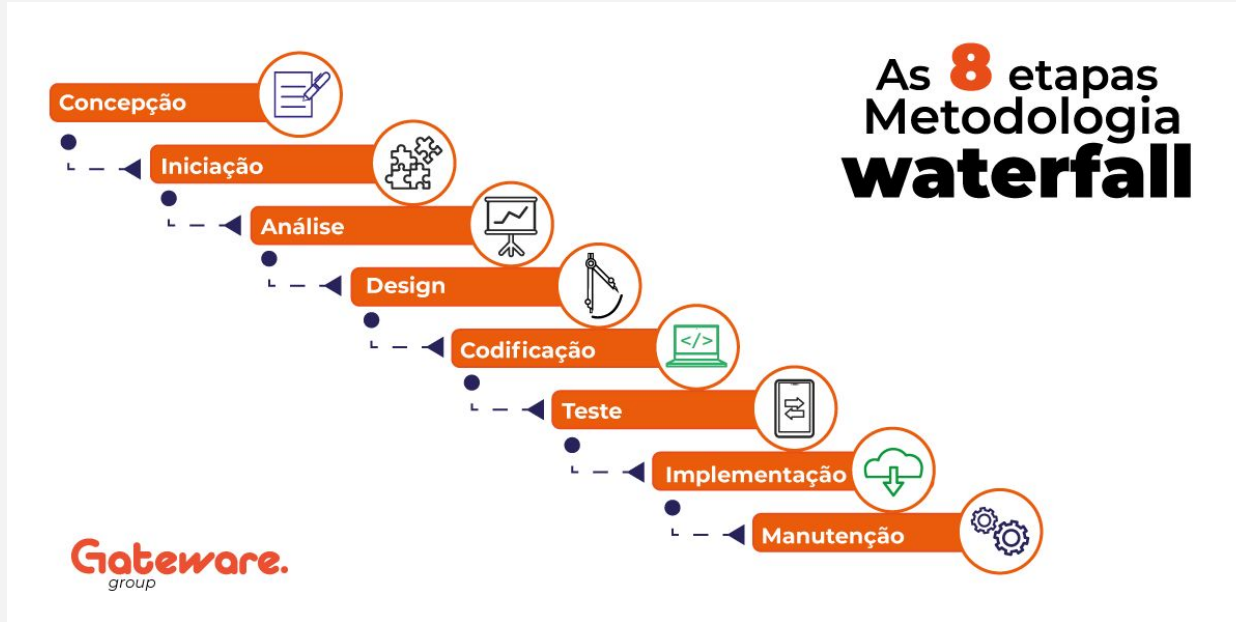 As 8 etapas
Metodologia
waterfall
Concepção
Iniciação
Análise
Design
Codificação
</>
Teste
Implementação
Manutenção
Gateware.
group